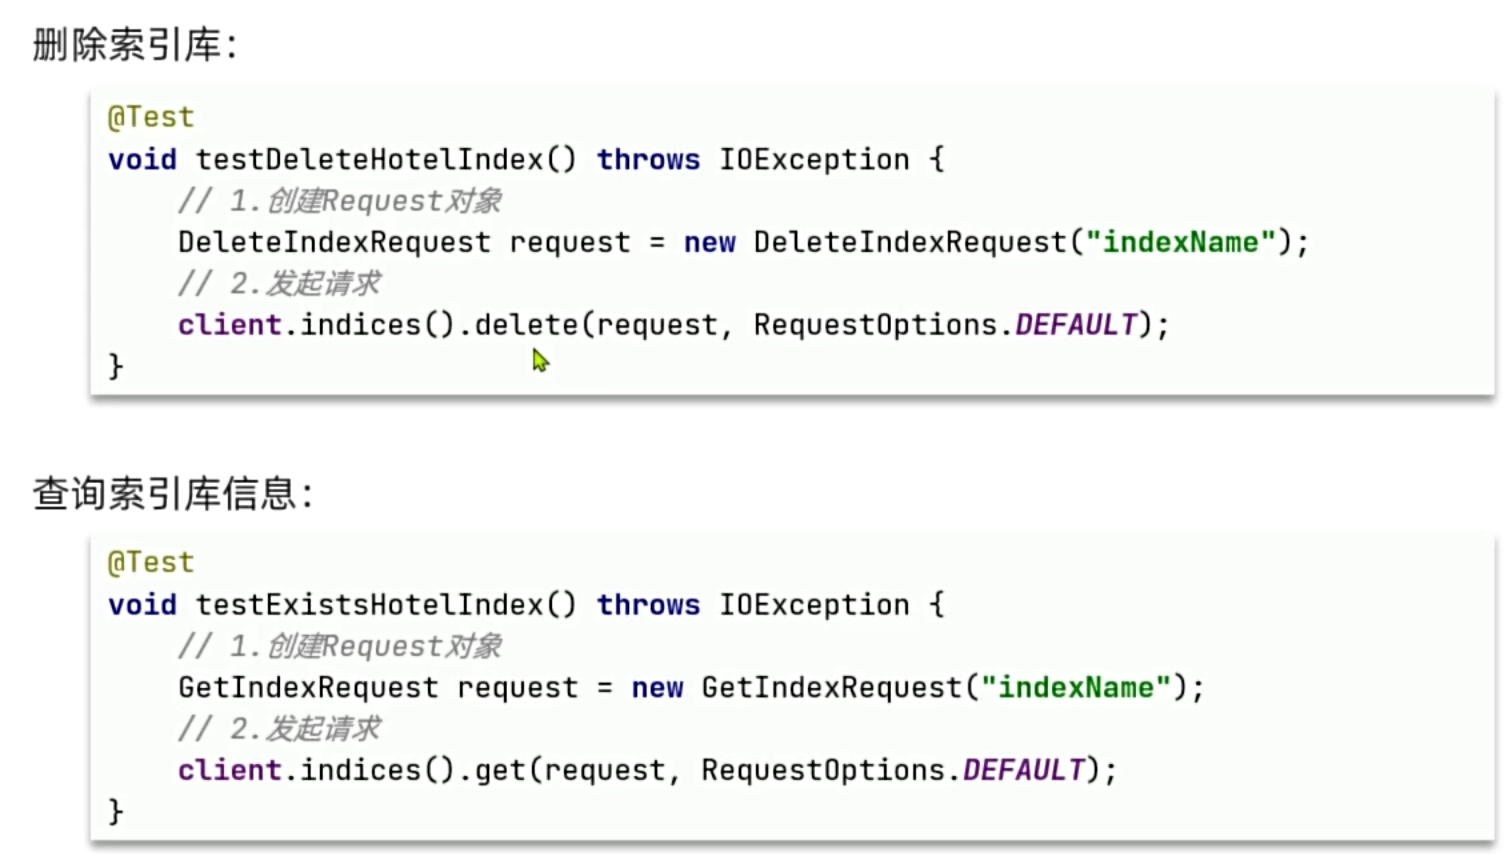 删除索引库：
@Test
void testDeleteHotelIndex() throws IOException {
    // 1.创建Request对象
    DeleteIndexRequest request = new DeleteIndexRequest("indexName");
    // 2.发起请求
    client.indices().delete(request, RequestOptions.DEFAULT);
}
查询索引库信息：
@Test
void testExistsHotelIndex() throws IOException {
    // 1.创建Request对象
    GetIndexRequest request = new GetIndexRequest("indexName");
    // 2.发起请求
    client.indices().get(request, RequestOptions.DEFAULT);
}